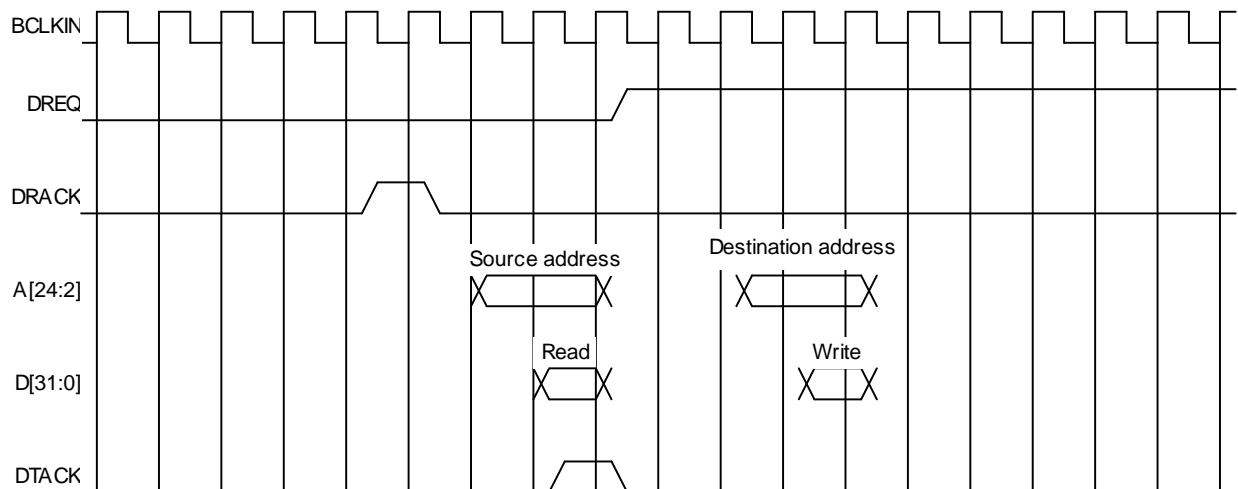 BCLKIN
DREQ
DRACK
Source address
Destination address
A[24:2]
Read
Write
D[31:0]
DTACK